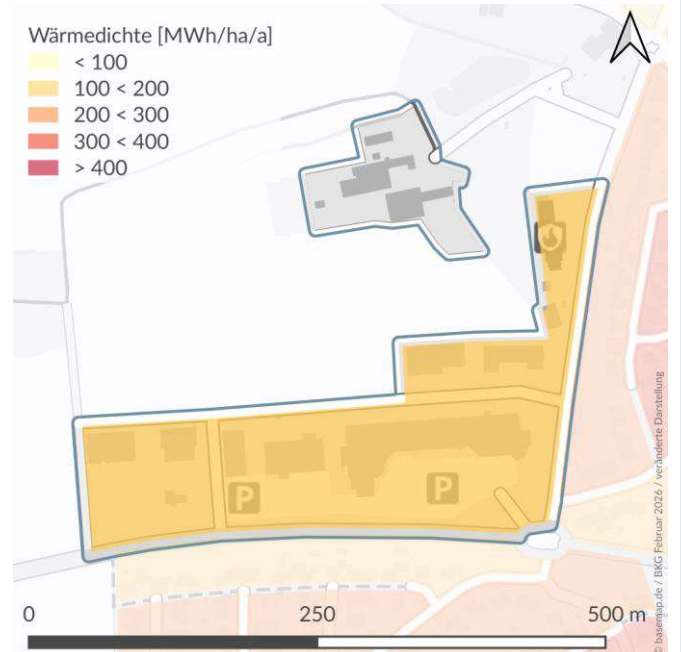 Wärmedichte [MWh/ha/a]
< 100
100 < 200
200 < 300
300 < 400
> 400
P
P
0 250 500 m
© basemap.de / BKG Februar 2026 / veränderte Darstellung